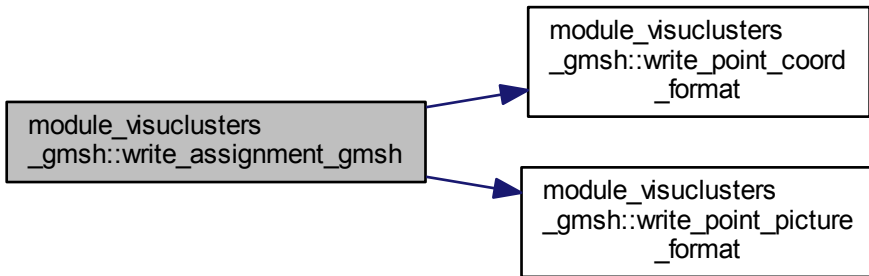 module_visuclusters
_gmsh::write_assignment_gmsh
module_visuclusters
_gmsh::write_point_coord
_format
module_visuclusters
_gmsh::write_point_picture
_format